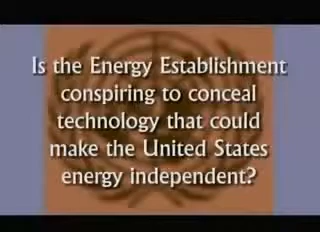 Is the Energy Establishment
conspiring to conceal
technology that could
make the United States
energy independent?